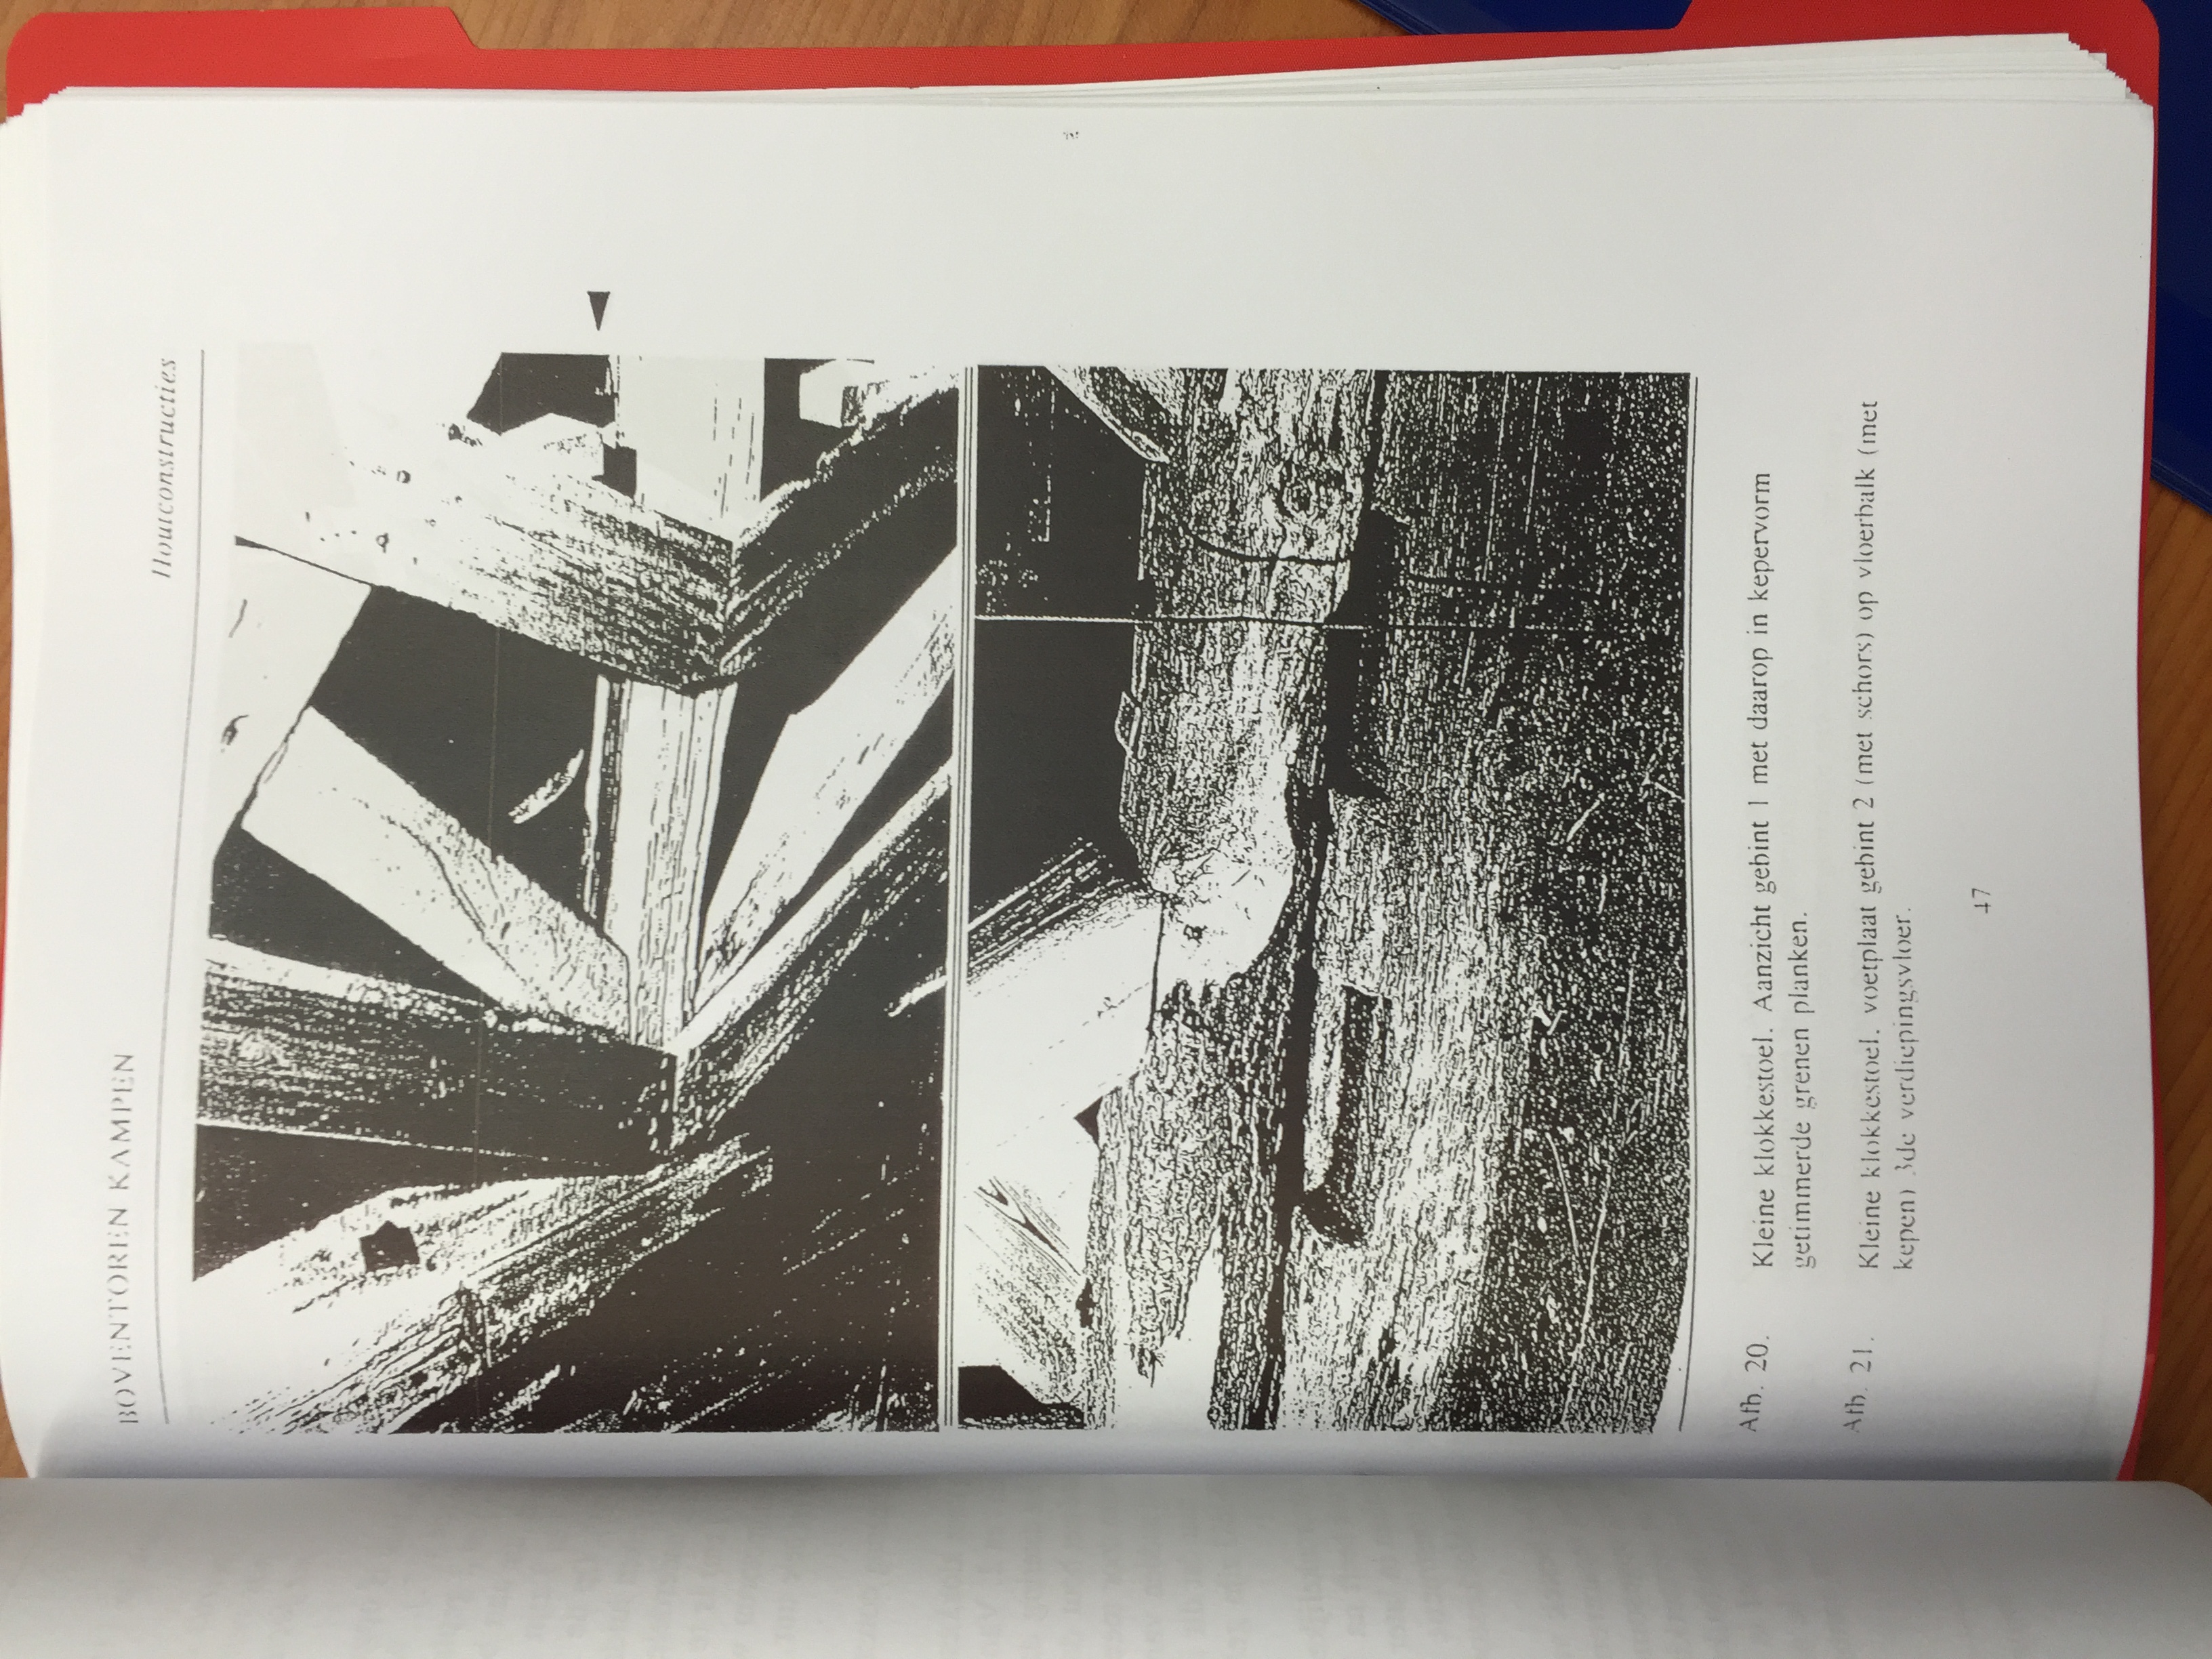 BOVENTOREN KAMPEN
Houtconstructies
Afb. 20. Kleine klokkestoel. Aanzicht gebint 1 met daarop in kepervorm
getimmerde grenen planken.
Afb. 21. Kleine klokkestoel, voetplaat gebint 2 (met schors) op vloerbalk (met
kepen) 3de verdiepingsvloer.
47